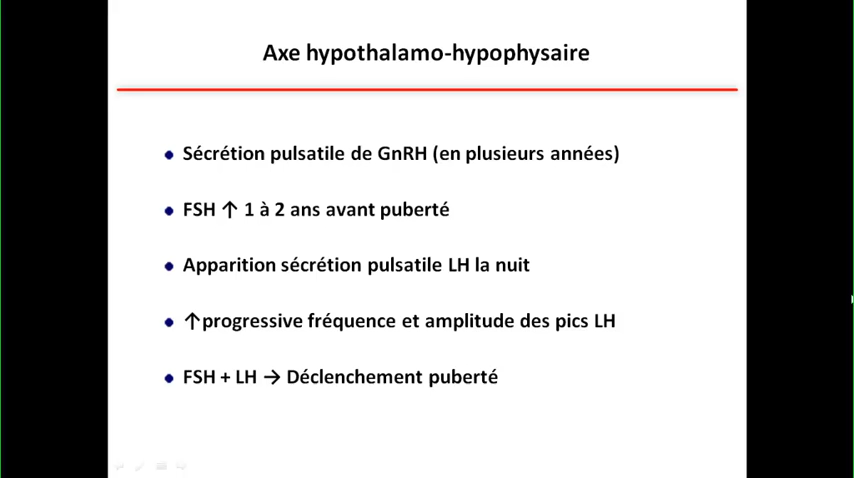 Axe hypothalamo-hypophysaire
• Sécrétion pulsatile de GnRH (en plusieurs années)
• FSH ↑ 1 à 2 ans avant puberté
• Apparition sécrétion pulsatile LH la nuit
• ↑progressive fréquence et amplitude des pics LH
• FSH + LH → Déclenchement puberté